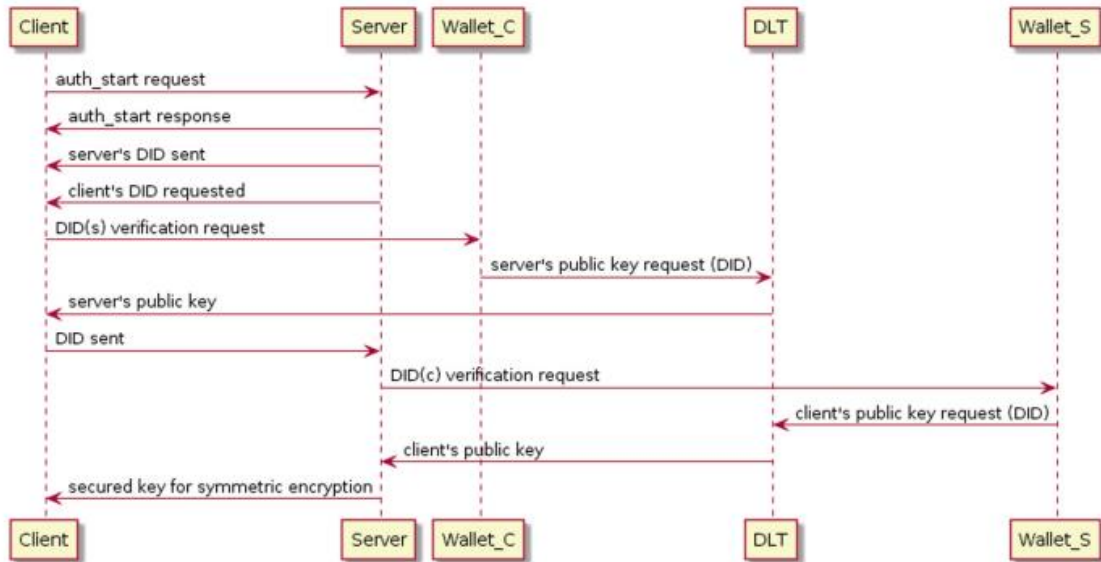 Client Server Wallet_C DLT Wallet_S
auth_start request
auth_start response
server's DID sent
client's DID requested
DID(s) verification request
server's public key request (DID)
server's public key
DID sent
DID(c) verification request
client's public key request (DID)
client's public key
secured key for symmetric encryption
Client Server Wallet_C DLT Wallet_S